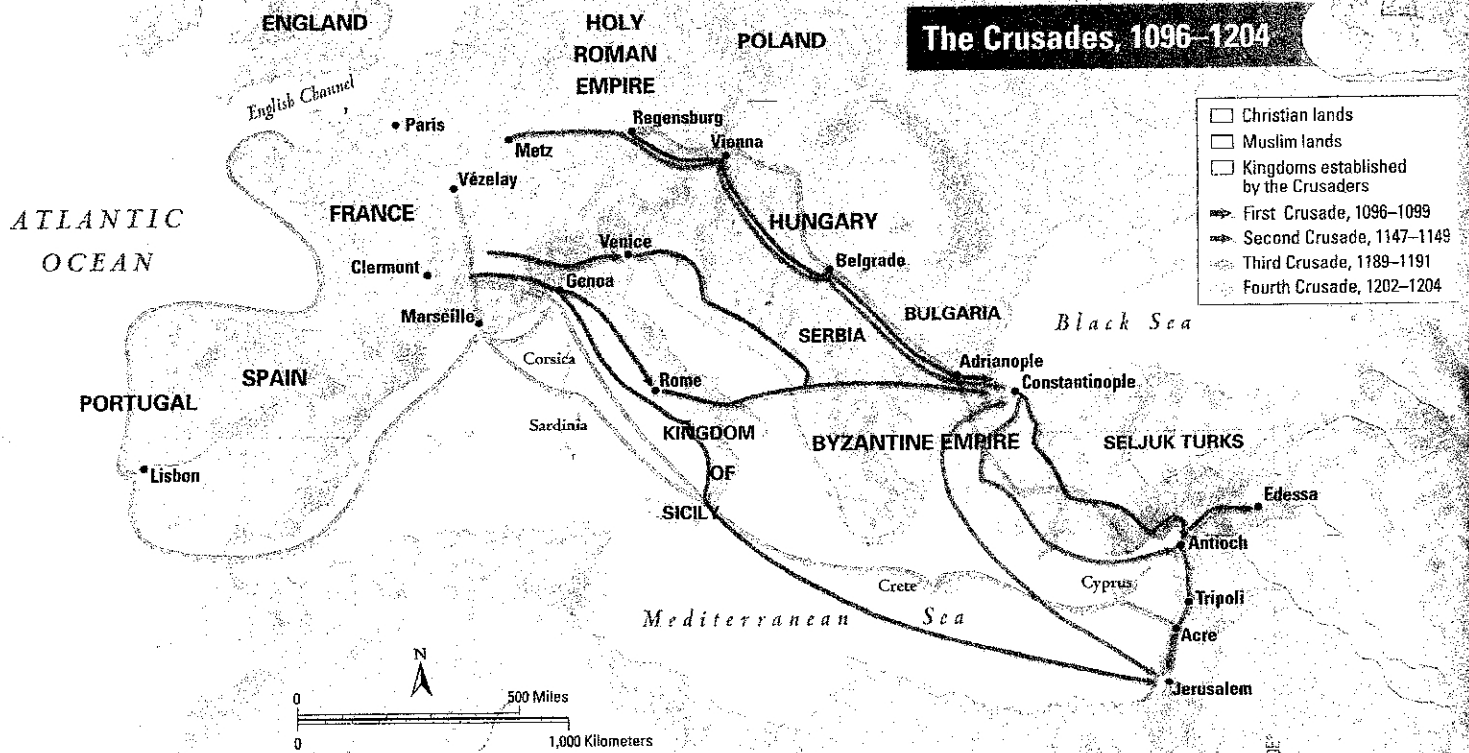 The Crusades, 1096–1204
ENGLAND
HOLY
ROMAN
EMPIRE
POLAND
English Channel
Paris
Metz
Regensburg
Vienna
Vézelay
ATLANTIC
OCEAN
FRANCE
HUNGARY
Venice
Belgrade
Clermont
Genoa
Marseille
BULGARIA
SERBIA
Black Sea
Corsica
Adrianople
Constantinople
SPAIN
PORTUGAL
Rome
Sardinia
KINGDOM
OF
SICILY
BYZANTINE EMPIRE
SELJUK TURKS
Lisbon
Edessa
Antioch
Crete
Cyprus
Tripoli
Mediterranean Sea
Acre
Jerusalem
Christian lands
Muslim lands
Kingdoms established
by the Crusaders
First Crusade, 1096–1099
Second Crusade, 1147–1149
Third Crusade, 1189–1191
Fourth Crusade, 1202–1204
N
0 500 Miles
0 1,000 Kilometers